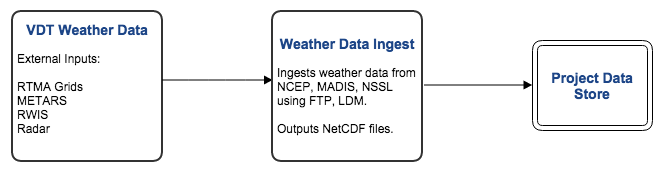 VDT Weather Data
External Inputs:
RTMA Grids
METARS
RWIS
Radar
Weather Data Ingest
Ingests weather data from
NCEP, MADIS, NSSL
using FTP, LDM.
Outputs NetCDF files.
Project Data
Store